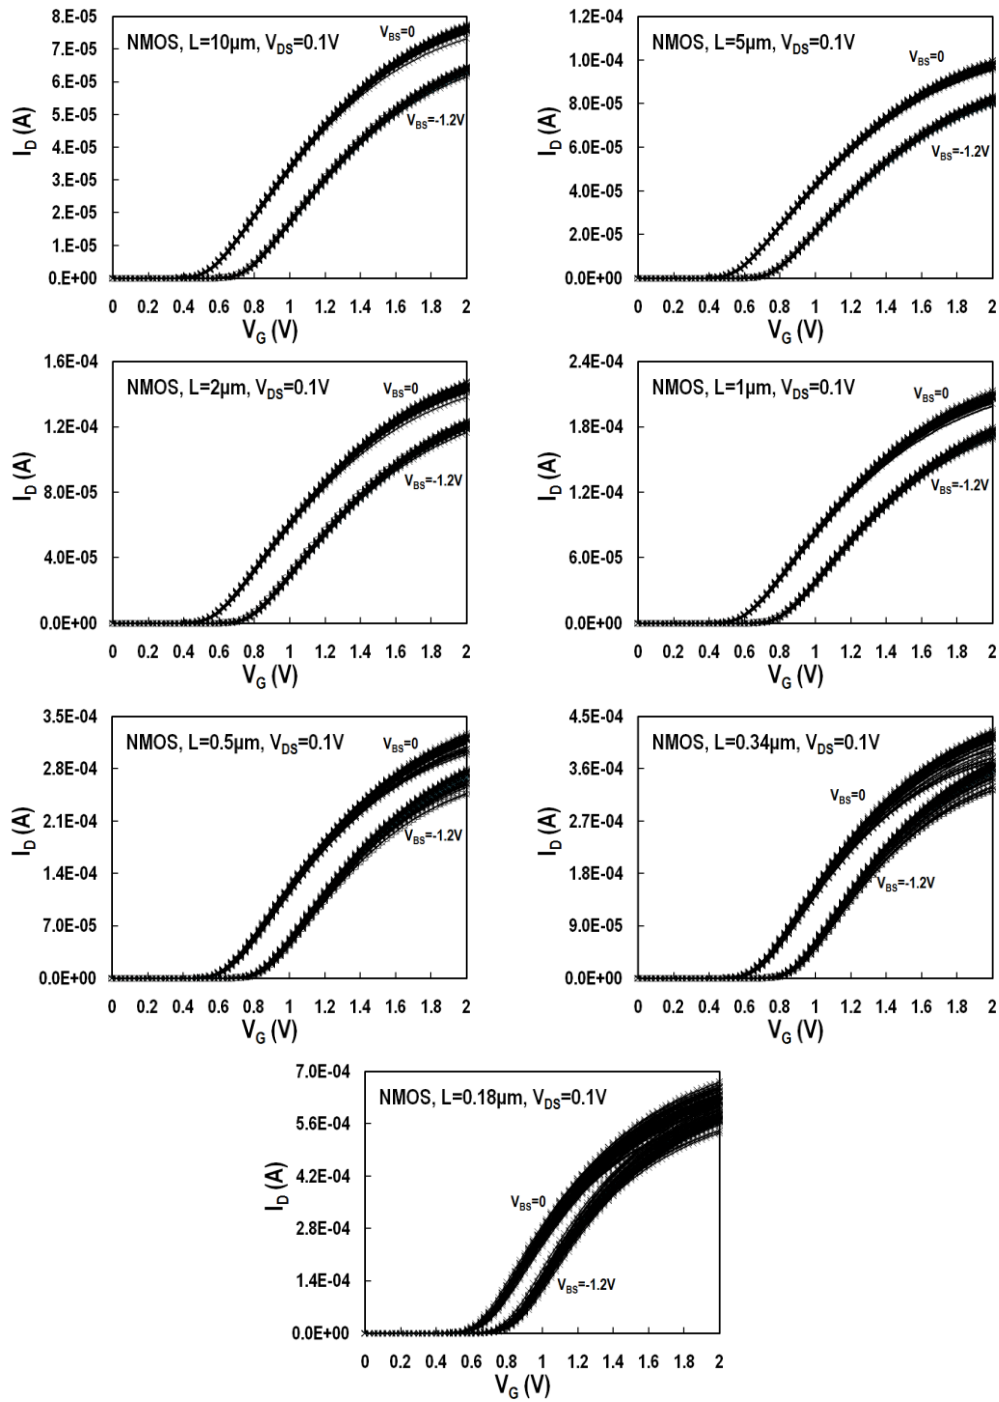 8.E-05
7.E-05
6.E-05
5.E-05
4.E-05
3.E-05
2.E-05
1.E-05
0.E+00
I_D (A)
NMOS, L=10µm, V_DS=0.1V
V_BS=0
V_BS=-1.2V
0 0.2 0.4 0.6 0.8 1 1.2 1.4 1.6 1.8 2
V_G (V)
1.2E-04
1.0E-04
8.0E-05
6.0E-05
4.0E-05
2.0E-05
0.0E+00
I_D (A)
NMOS, L=5µm, V_DS=0.1V
V_BS=0
V_BS=-1.2V
0 0.2 0.4 0.6 0.8 1 1.2 1.4 1.6 1.8 2
V_G (V)
1.6E-04
1.2E-04
8.0E-05
4.0E-05
0.0E+00
I_D (A)
NMOS, L=2µm, V_DS=0.1V
V_BS=0
V_BS=-1.2V
0 0.2 0.4 0.6 0.8 1 1.2 1.4 1.6 1.8 2
V_G (V)
2.4E-04
1.8E-04
1.2E-04
6.0E-05
0.0E+00
I_D (A)
NMOS, L=1µm, V_DS=0.1V
V_BS=0
V_BS=-1.2V
0 0.2 0.4 0.6 0.8 1 1.2 1.4 1.6 1.8 2
V_G (V)
3.5E-04
2.8E-04
2.1E-04
1.4E-04
7.0E-05
0.0E+00
I_D (A)
NMOS, L=0.5µm, V_DS=0.1V
V_BS=0
V_BS=-1.2V
0 0.2 0.4 0.6 0.8 1 1.2 1.4 1.6 1.8 2
V_G (V)
4.5E-04
3.6E-04
2.7E-04
1.8E-04
9.0E-05
0.0E+00
I_D (A)
NMOS, L=0.34µm, V_DS=0.1V
V_BS=0
V_BS=-1.2V
0 0.2 0.4 0.6 0.8 1 1.2 1.4 1.6 1.8 2
V_G (V)
7.0E-04
5.6E-04
4.2E-04
2.8E-04
1.4E-04
0.0E+00
I_D (A)
NMOS, L=0.18µm, V_DS=0.1V
V_BS=0
V_BS=-1.2V
0 0.2 0.4 0.6 0.8 1 1.2 1.4 1.6 1.8 2
V_G (V)